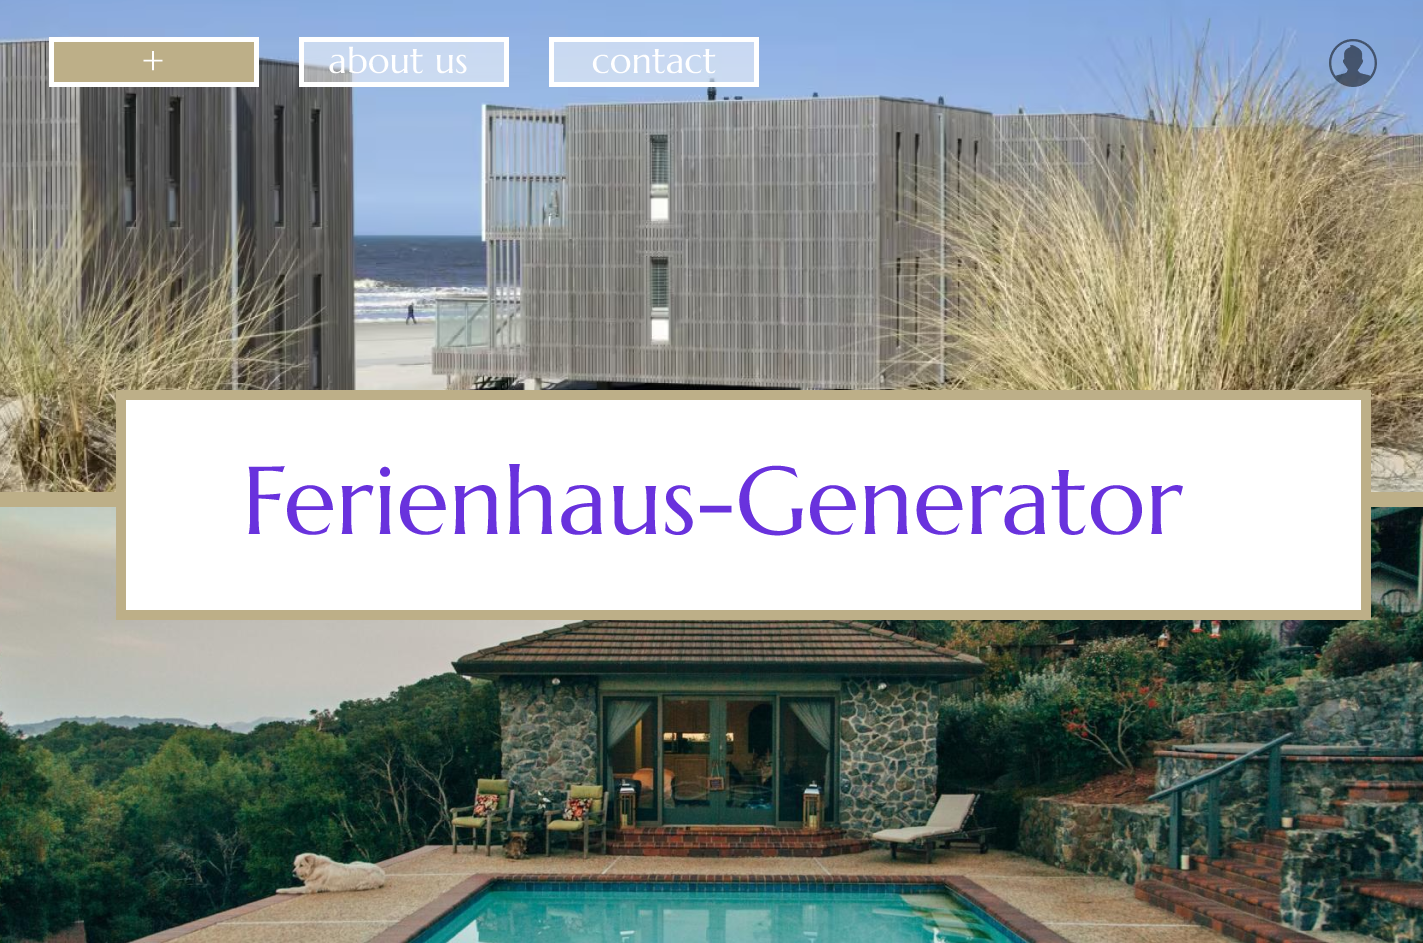 +
about us
contact
Ferienhaus-Generator